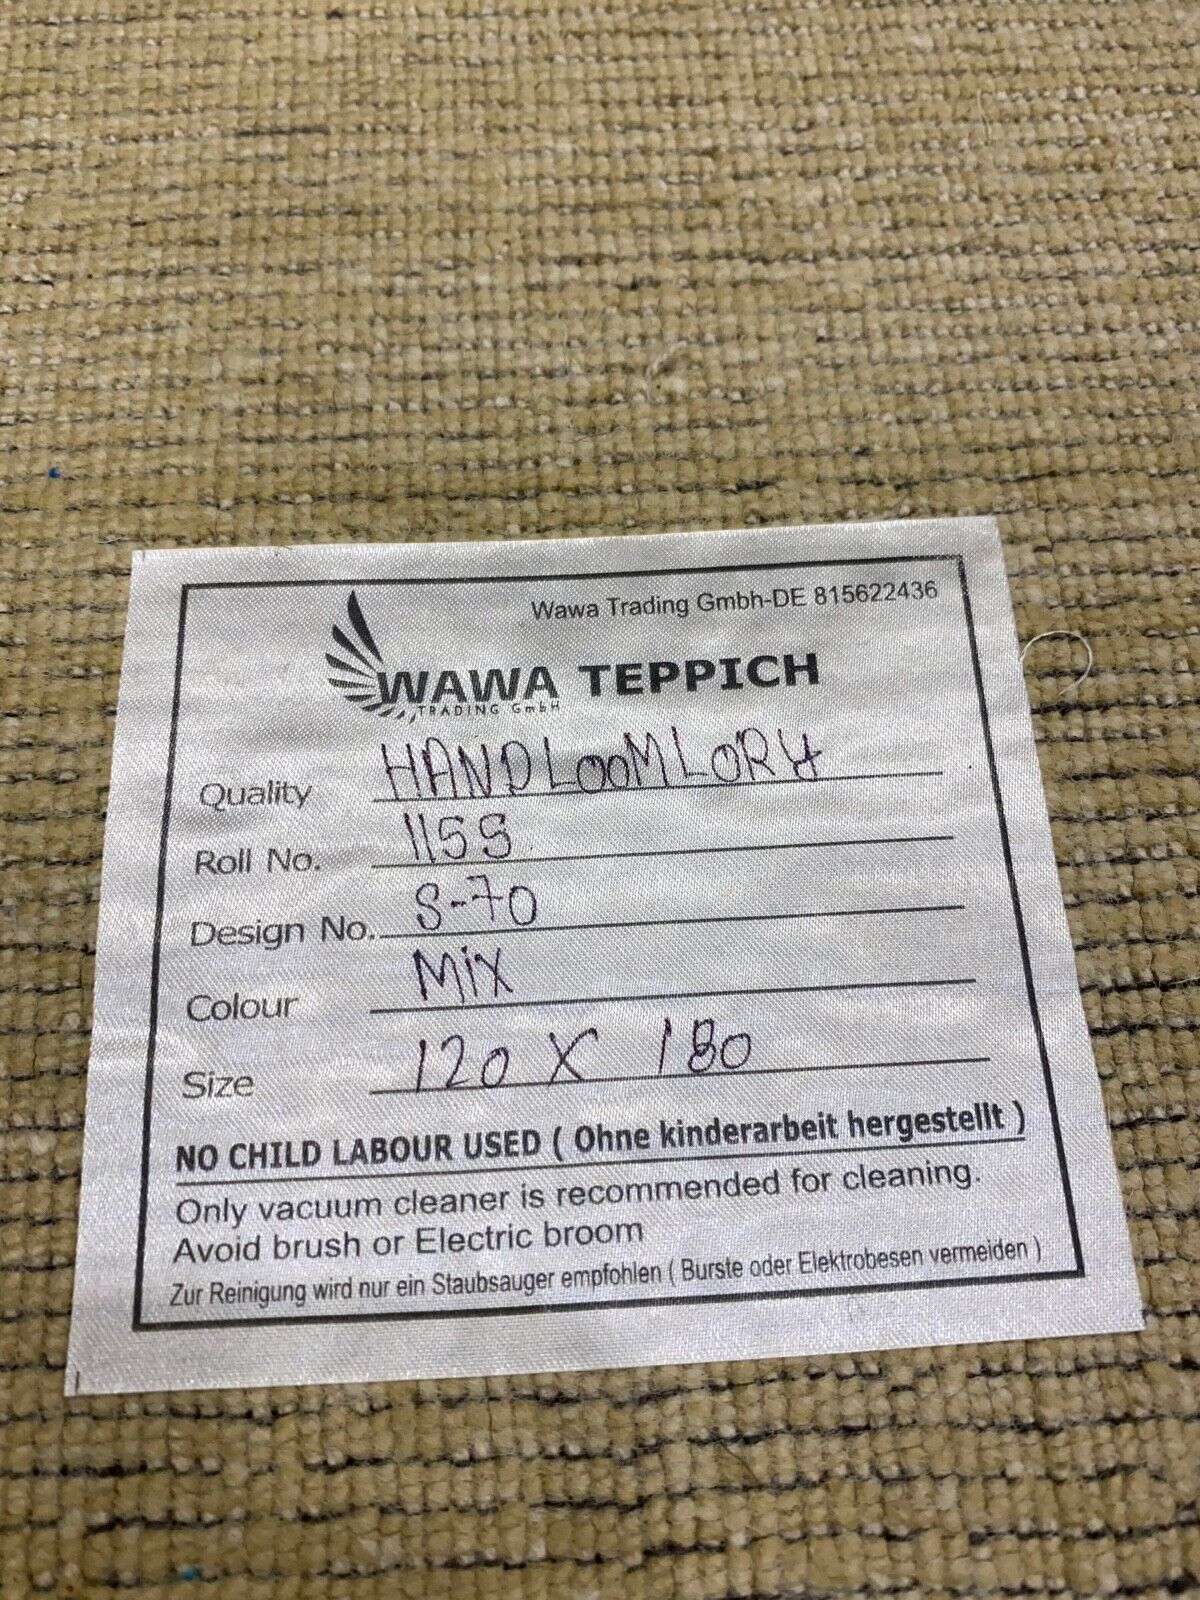 Wawa Trading Gmbh-DE 815622436
WAWA TEPPICH
TRADING GmbH
Quality HANDLOOMLORY
Roll No. 1159
Design No. S-70
Colour MiX
Size 120 X 180
NO CHILD LABOUR USED ( Ohne kinderarbeit hergestellt )
Only vacuum cleaner is recommended for cleaning.
Avoid brush or Electric broom
Zur Reinigung wird nur ein Staubsauger empfohlen ( Burste oder Elektrobesen vermeiden )